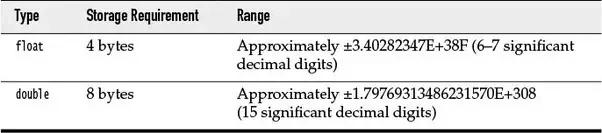 Type Storage Requirement Range
float 4 bytes Approximately ±3.40282347E+38F (6–7 significant
decimal digits)
double 8 bytes Approximately ±1.79769313486231570E+308
(15 significant decimal digits)